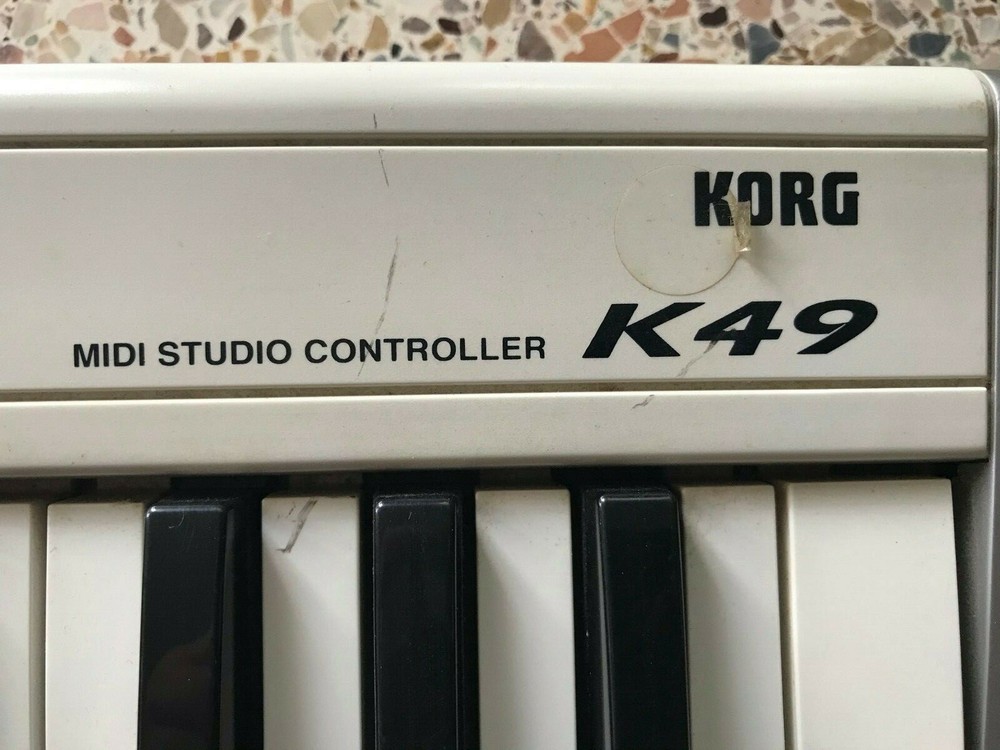 KORG
K49
MIDI STUDIO CONTROLLER